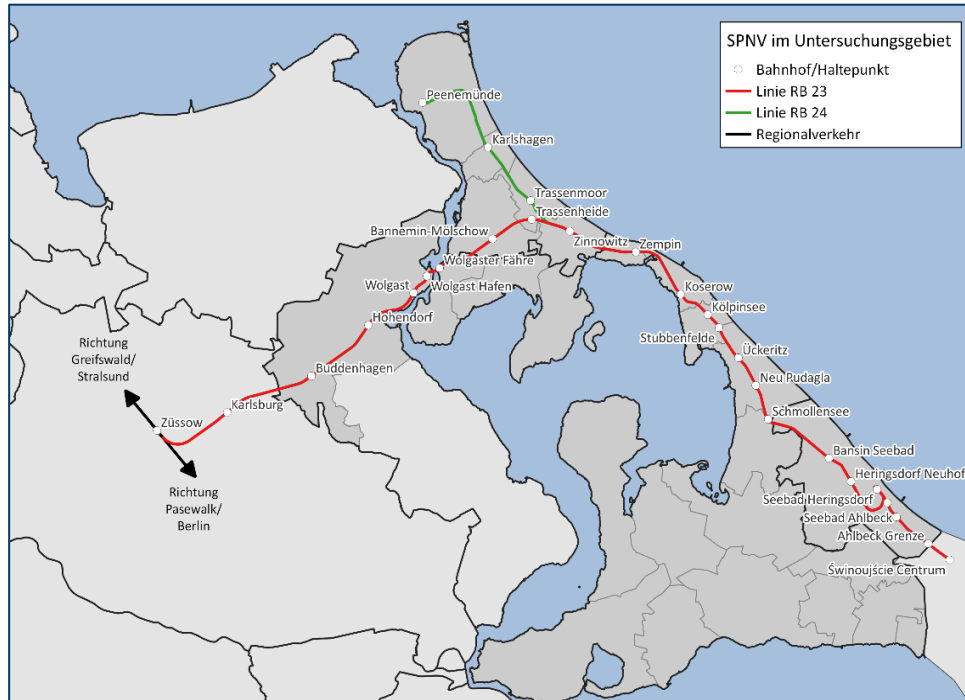 SPNV im Untersuchungsgebiet
Bahnhof/Haltepunkt
Linie RB 23
Linie RB 24
Regionalverkehr
Peenemünde
Karlshagen
Trassenmoor
Trassenheide
Bannemin-Mölschow
Zinnowitz
Zempin
Wolgaster Fähre
Wolgast
Wolgast Hafen
Koserow
Kölpinsee
Hohendorf
Stubbenfelde
Richtung
Greifswald/
Stralsund
Ückeritz
Buddenhagen
Neu Pudagla
Karlsburg
Schmollensee
Züssow
Bansin Seebad
Heringsdorf Neuhof
Richtung
Pasewalk/
Berlin
Seebad Heringsdorf
Seebad Ahlbeck
Ahlbeck Grenze
Świnoujście Centrum